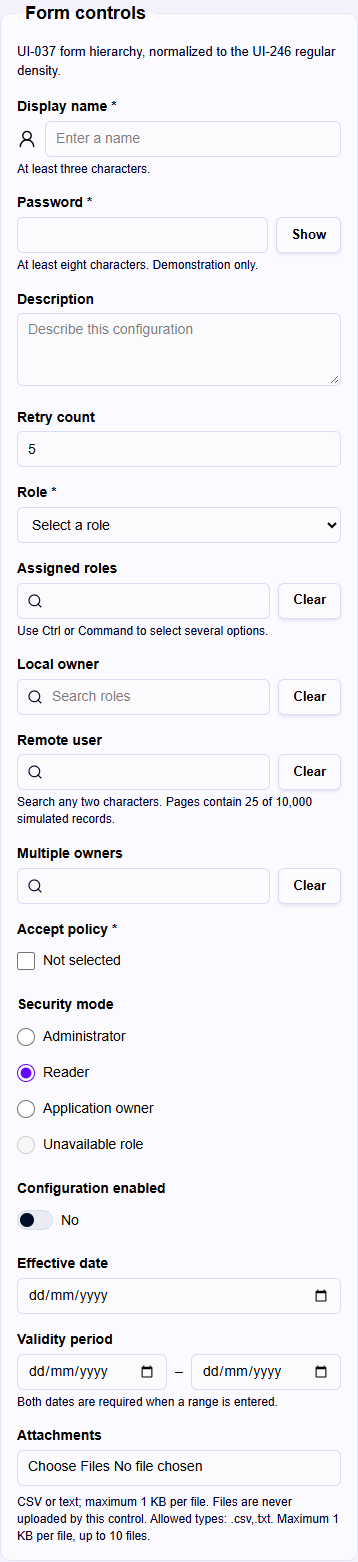 Form controls
UI-037 form hierarchy, normalized to the UI-246 regular
density.
Display name *
Enter a name
At least three characters.
Password *
Show
At least eight characters. Demonstration only.
Description
Describe this configuration
Retry count
5
Role *
Select a role
Assigned roles
Clear
Use Ctrl or Command to select several options.
Local owner
Search roles Clear
Remote user
Clear
Search any two characters. Pages contain 25 of 10,000
simulated records.
Multiple owners
Clear
Accept policy *
Not selected
Security mode
Administrator
Reader
Application owner
Unavailable role
Configuration enabled
No
Effective date
dd/mm/yyyy
Validity period
dd/mm/yyyy – dd/mm/yyyy
Both dates are required when a range is entered.
Attachments
Choose Files No file chosen
CSV or text; maximum 1 KB per file. Files are never
uploaded by this control. Allowed types: .csv,.txt. Maximum 1
KB per file, up to 10 files.